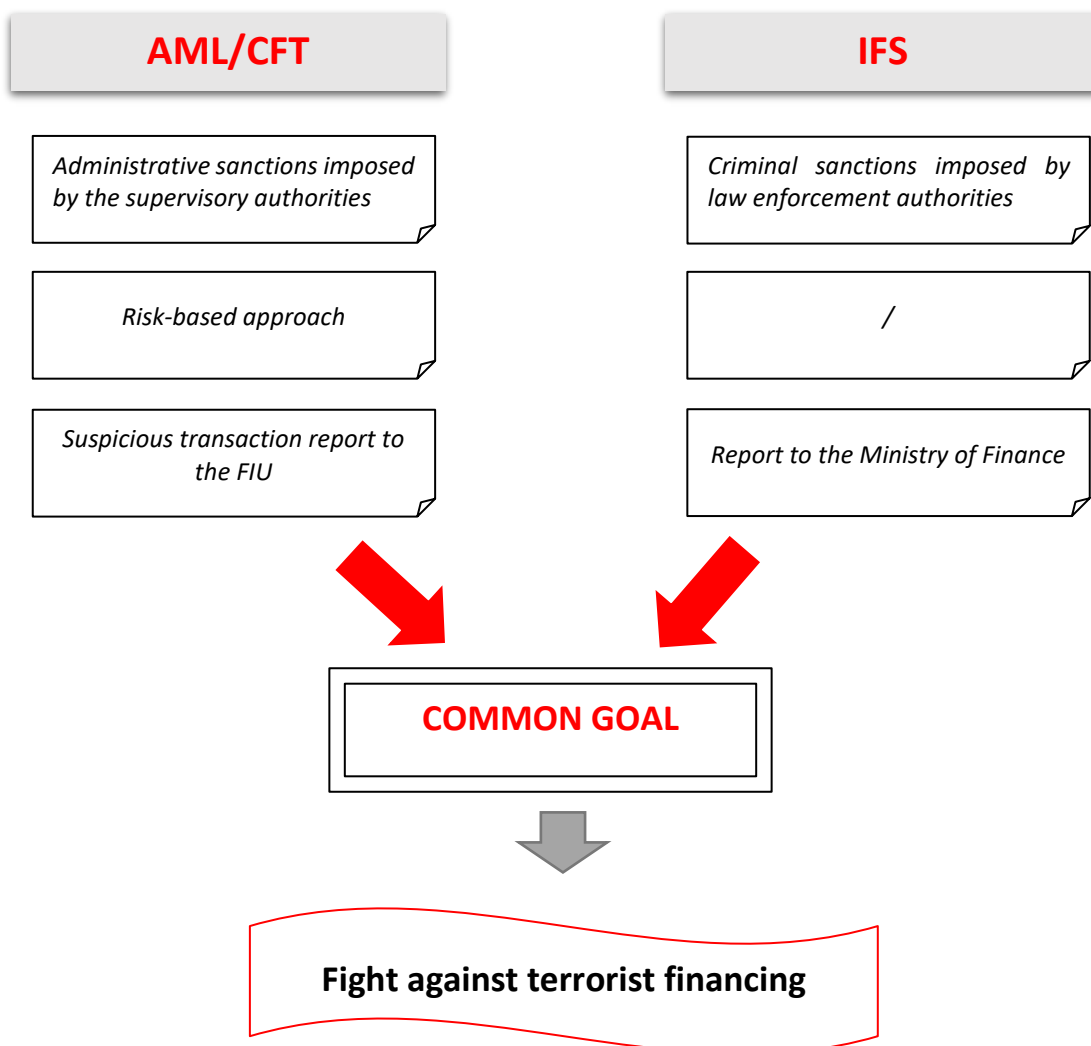 AML/CFT
IFS
Administrative sanctions imposed
by the supervisory authorities
Criminal sanctions imposed by
law enforcement authorities
Risk-based approach
/
Suspicious transaction report to
the FIU
Report to the Ministry of Finance
COMMON GOAL
Fight against terrorist financing